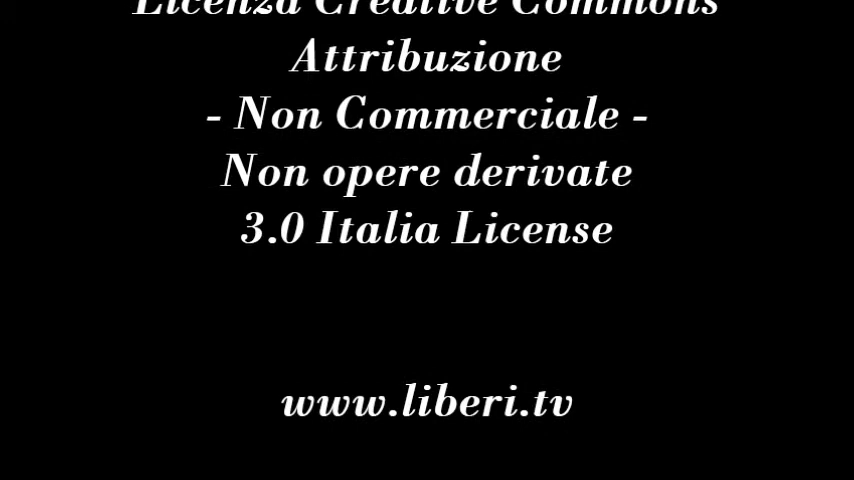 Licenza Creative Commons
Attribuzione
- Non Commerciale -
Non opere derivate
3.0 Italia License
www.liberi.tv